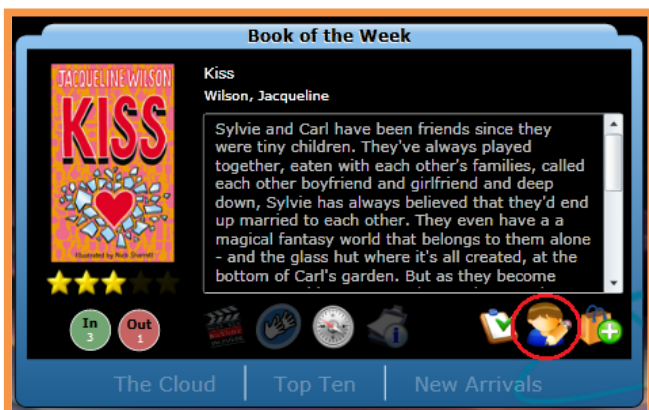 Book of the Week
JACQUELINE WILSON
KISS
Illustrated by Nick Sharratt
Kiss
Wilson, Jacqueline
Sylvie and Carl have been friends since they
were tiny children. They've always played
together, eaten with each other's families, called
each other boyfriend and girlfriend and deep
down, Sylvie has always believed that they'd end
up married to each other. They even have a a
magical fantasy world that belongs to them alone
- and the glass hut where it's all created, at the
bottom of Carl's garden. But as they become
In
3
Out
1
The Cloud
Top Ten
New Arrivals